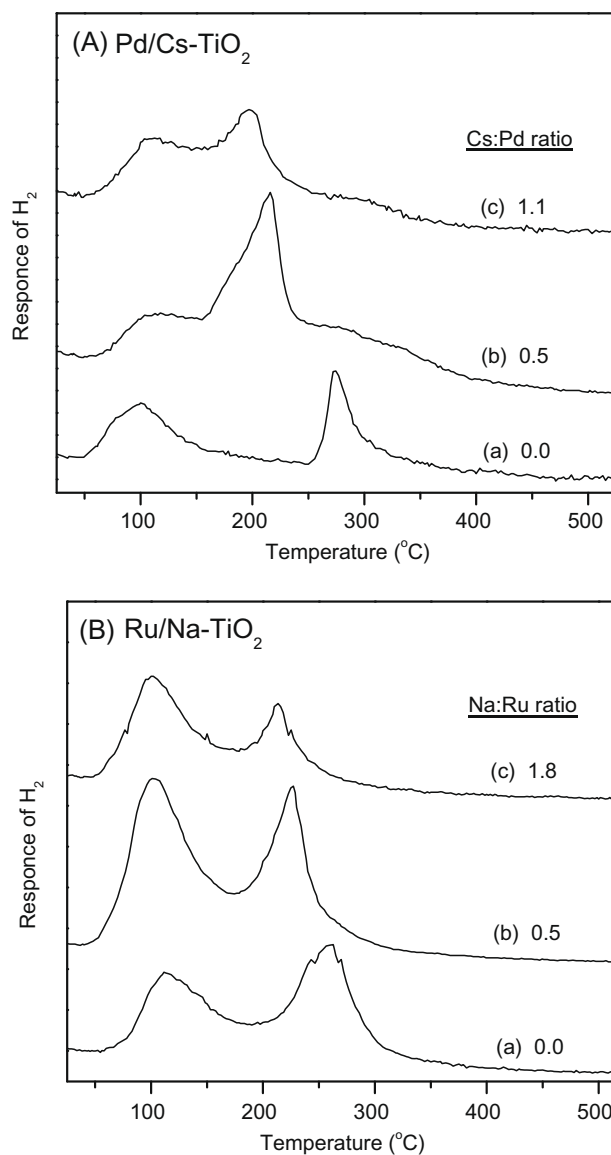 (A) Pd/Cs-TiO₂
Cs:Pd ratio
(c) 1.1
(b) 0.5
(a) 0.0
Responce of H₂
100 200 300 400 500
Temperature (°C)
(B) Ru/Na-TiO₂
Na:Ru ratio
(c) 1.8
(b) 0.5
(a) 0.0
Responce of H₂
100 200 300 400 500
Temperature (°C)